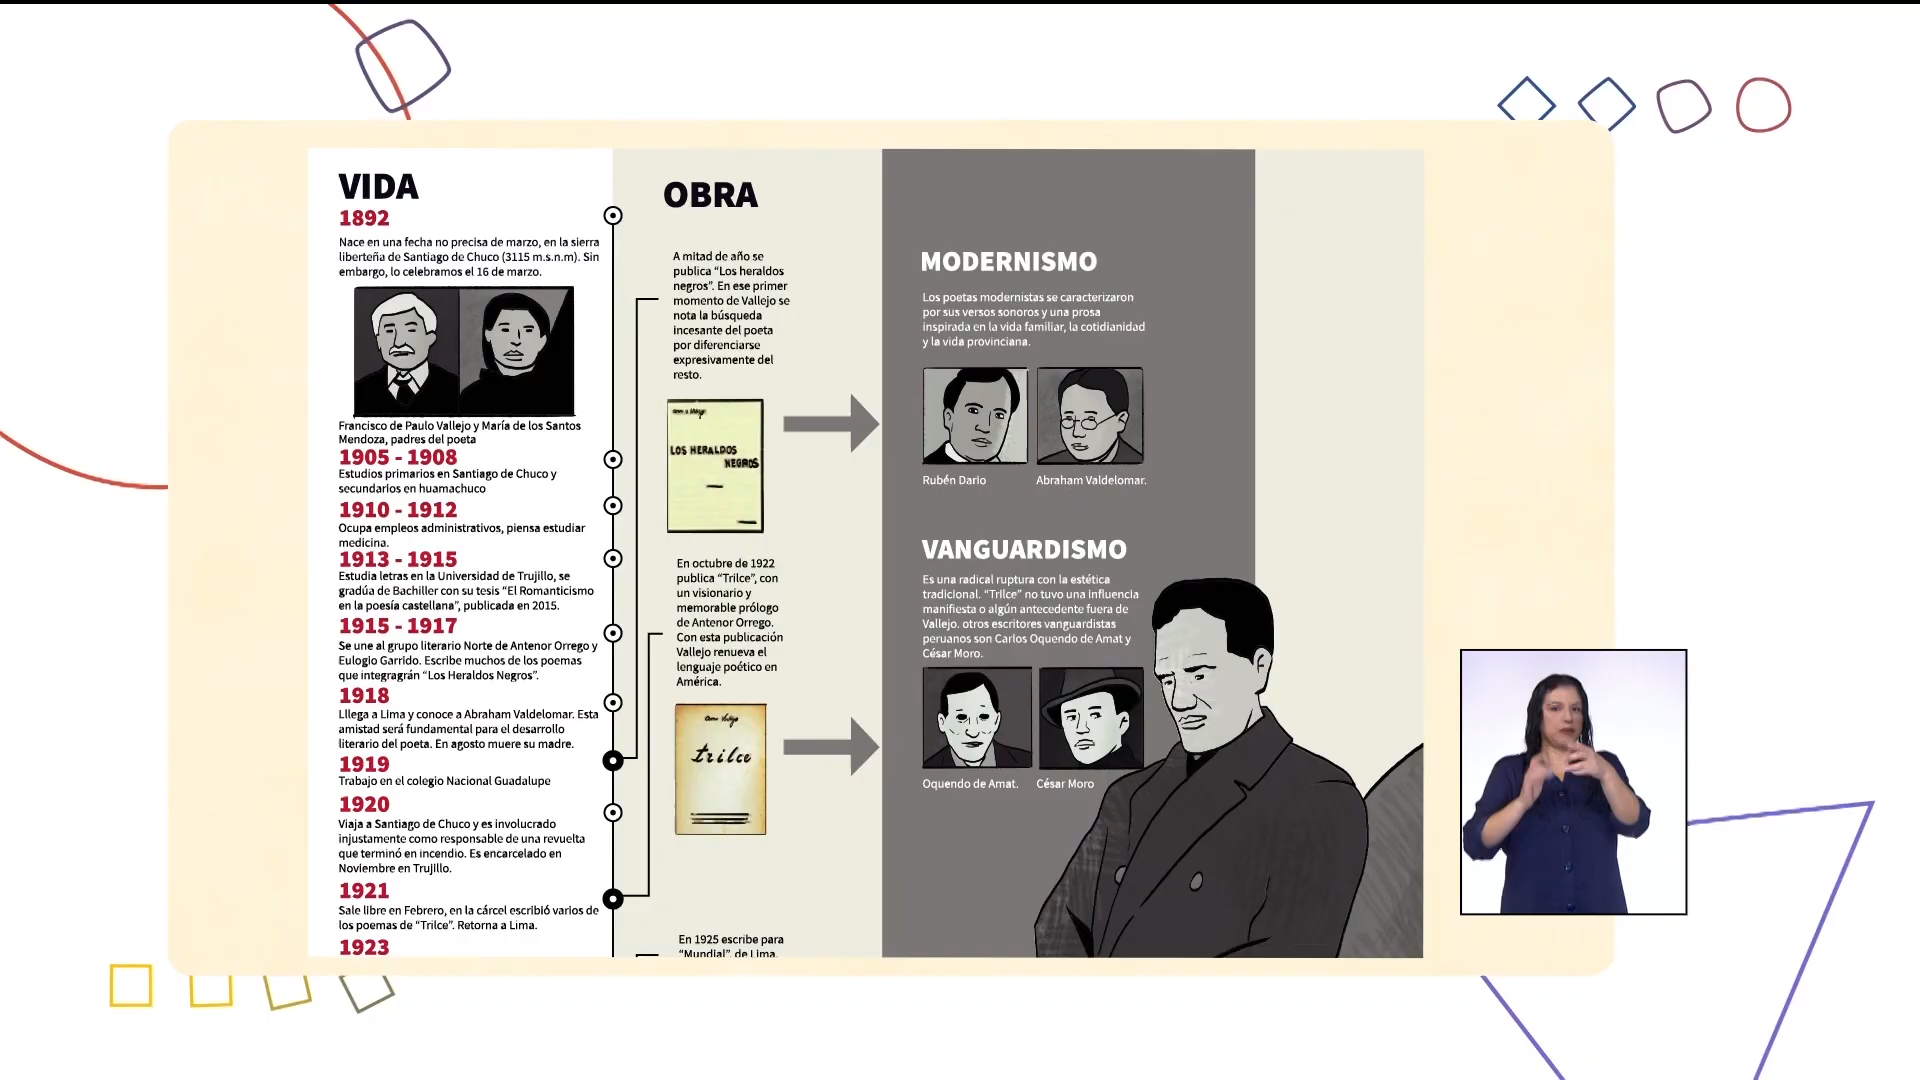 VIDA
1892
Nace en una fecha no precisa de marzo, en la sierra
liberteña de Santiago de Chuco (3115 m.s.n.m). Sin
embargo, lo celebramos el 16 de marzo.
Francisco de Paulo Vallejo y María de los Santos
Mendoza, padres del poeta
1905 - 1908
Estudios primarios en Santiago de Chuco y
secundarios en huamachuco
1910 - 1912
Ocupa empleos administrativos, piensa estudiar
medicina.
1913 - 1915
Estudia letras en la Universidad de Trujillo, se
gradúa de Bachiller con su tesis “El Romanticismo
en la poesía castellana”, publicada en 2015.
1915 - 1917
Se une al grupo literario Norte de Antenor Orrego y
Eulogio Garrido. Escribe muchos de los poemas
que integragrán “Los Heraldos Negros”.
1918
Lllega a Lima y conoce a Abraham Valdelomar. Esta
amistad será fundamental para el desarrollo
literario del poeta. En agosto muere su madre.
1919
Trabajo en el colegio Nacional Guadalupe
1920
Viaja a Santiago de Chuco y es involucrado
injustamente como responsable de una revuelta
que terminó en incendio. Es encarcelado en
Noviembre en Trujillo.
1921
Sale libre en Febrero, en la cárcel escribió varios de
los poemas de “Trilce”. Retorna a Lima.
1923
OBRA
A mitad de año se
publica “Los heraldos
negros”. En ese primer
momento de Vallejo se
nota la búsqueda
incesante del poeta
por diferenciarse
expresivamente del
resto.
LOS HERALDOS
NEGROS
En octubre de 1922
publica “Trilce”, con
un visionario y
memorable prólogo
de Antenor Orrego.
Con esta publicación
Vallejo renueva el
lenguaje poético en
América.
trilce
En 1925 escribe para
“Mundial”, de Lima,
MODERNISMO
Los poetas modernistas se caracterizaron
por sus versos sonoros y una prosa
inspirada en la vida familiar, la cotidianidad
y la vida provinciana.
Rubén Darío
Abraham Valdelomar.
VANGUARDISMO
Es una radical ruptura con la estética
tradicional. “Trilce” no tuvo una influencia
manifiesta o algún antecedente fuera de
Vallejo. otros escritores vanguardistas
peruanos son Carlos Oquendo de Amat y
César Moro.
Oquendo de Amat.
César Moro